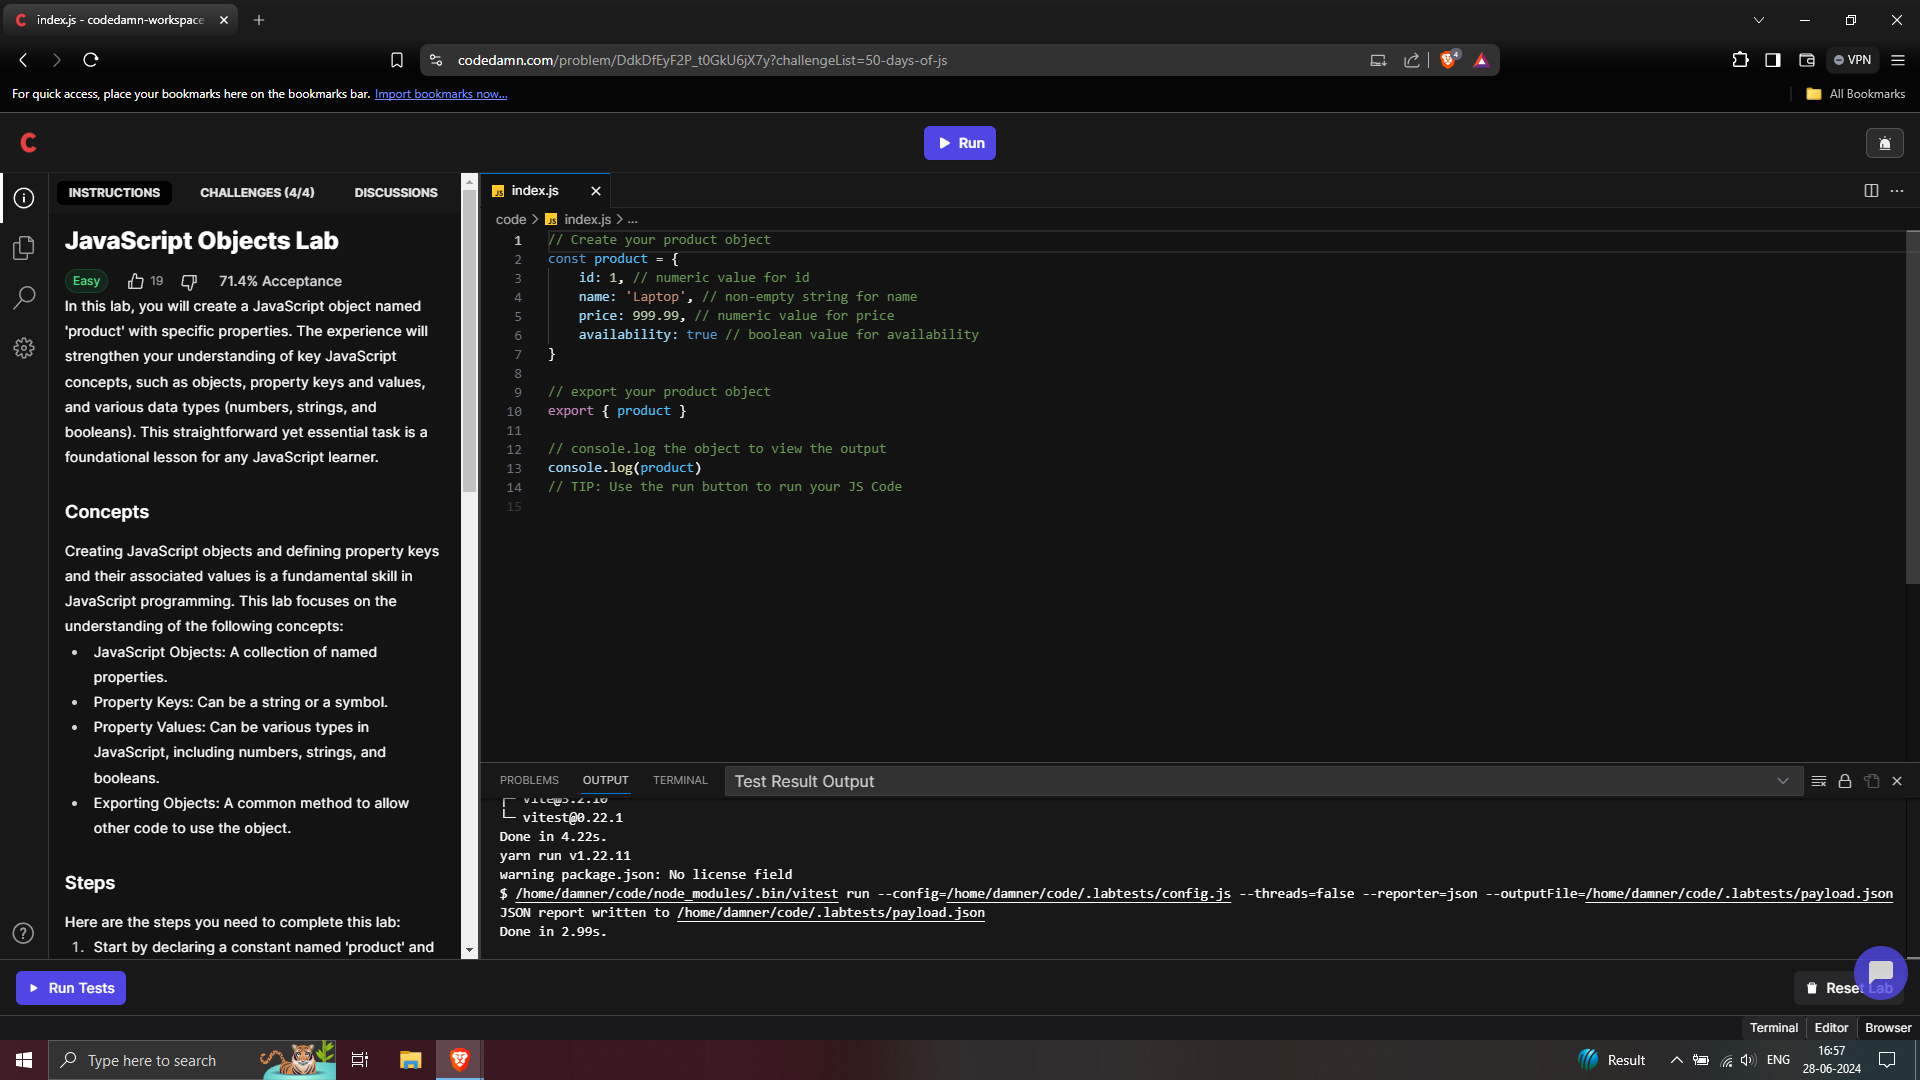 index.js - codedamn-workspace
codedamn.com/problem/DdkDfEyF2P_t0GkU6jX7y?challengeList=50-days-of-js
4
VPN
For quick access, place your bookmarks here on the bookmarks bar. Import bookmarks now...
All Bookmarks
Run
INSTRUCTIONS
CHALLENGES (4/4)
DISCUSSIONS
JavaScript Objects Lab
Easy
19
71.4% Acceptance
In this lab, you will create a JavaScript object named
'product' with specific properties. The experience will
strengthen your understanding of key JavaScript
concepts, such as objects, property keys and values,
and various data types (numbers, strings, and
booleans). This straightforward yet essential task is a
foundational lesson for any JavaScript learner.
Concepts
Creating JavaScript objects and defining property keys
and their associated values is a fundamental skill in
JavaScript programming. This lab focuses on the
understanding of the following concepts:
• JavaScript Objects: A collection of named
properties.
• Property Keys: Can be a string or a symbol.
• Property Values: Can be various types in
JavaScript, including numbers, strings, and
booleans.
• Exporting Objects: A common method to allow
other code to use the object.
Steps
Here are the steps you need to complete this lab:
1. Start by declaring a constant named 'product' and
JS index.js
code > JS index.js > ...
1 // Create your product object
2 const product = {
3 id: 1, // numeric value for id
4 name: 'Laptop', // non-empty string for name
5 price: 999.99, // numeric value for price
6 availability: true // boolean value for availability
7 }
8
9 // export your product object
10 export { product }
11
12 // console.log the object to view the output
13 console.log(product)
14 // TIP: Use the run button to run your JS Code
15
PROBLEMS
OUTPUT
TERMINAL
Test Result Output
├─ vite@3.2.10
└─ vitest@0.22.1
Done in 4.22s.
yarn run v1.22.11
warning package.json: No license field
$ /home/damner/code/node_modules/.bin/vitest run --config=/home/damner/code/.labtests/config.js --threads=false --reporter=json --outputFile=/home/damner/code/.labtests/payload.json
JSON report written to /home/damner/code/.labtests/payload.json
Done in 2.99s.
Run Tests
Reset Lab
Terminal
Editor
Browser
Type here to search
Result
ENG
16:57
28-06-2024